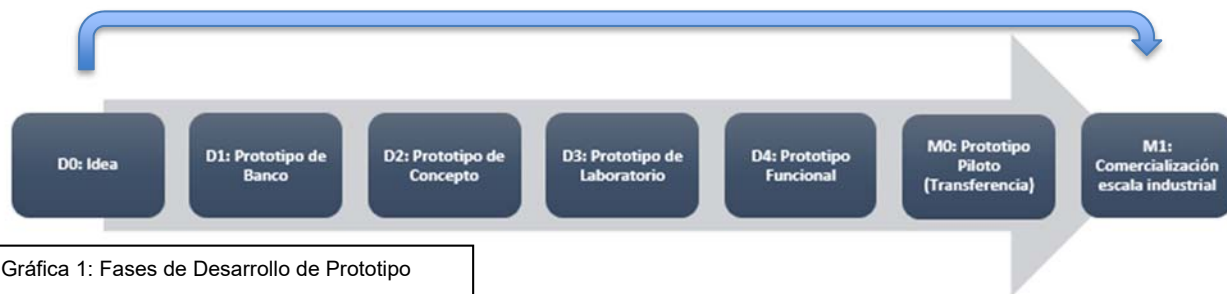 D0: Idea
D1: Prototipo de
Banco
D2: Prototipo de
Concepto
D3: Prototipo de
Laboratorio
D4: Prototipo
Funcional
M0: Prototipo
Piloto
(Transferencia)
M1:
Comercialización
escala industrial
Gráfica 1: Fases de Desarrollo de Prototipo